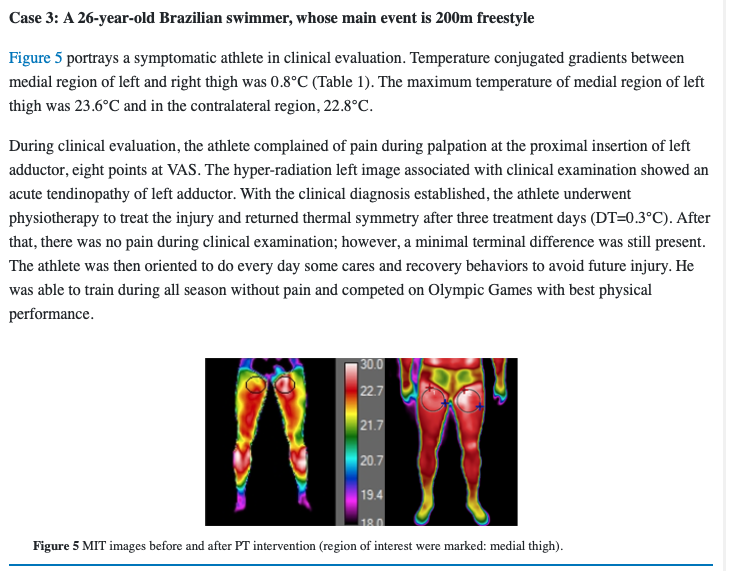 Case 3: A 26-year-old Brazilian swimmer, whose main event is 200m freestyle
Figure 5 portrays a symptomatic athlete in clinical evaluation. Temperature conjugated gradients between
medial region of left and right thigh was 0.8°C (Table 1). The maximum temperature of medial region of left
thigh was 23.6°C and in the contralateral region, 22.8°C.
During clinical evaluation, the athlete complained of pain during palpation at the proximal insertion of left
adductor, eight points at VAS. The hyper-radiation left image associated with clinical examination showed an
acute tendinopathy of left adductor. With the clinical diagnosis established, the athlete underwent
physiotherapy to treat the injury and returned thermal symmetry after three treatment days (DT=0.3°C). After
that, there was no pain during clinical examination; however, a minimal terminal difference was still present.
The athlete was then oriented to do every day some cares and recovery behaviors to avoid future injury. He
was able to train during all season without pain and competed on Olympic Games with best physical
performance.
30.0
22.7
21.7
20.7
19.4
18.0
Figure 5 MIT images before and after PT intervention (region of interest were marked: medial thigh).